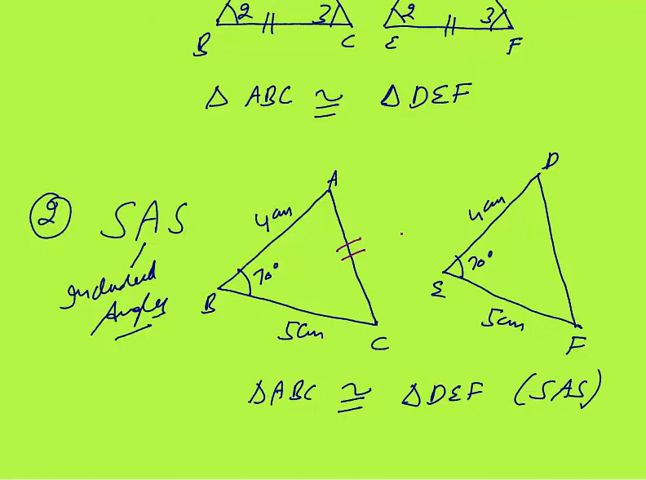 2 3 2 3
B C E F
Δ ABC ≅ Δ DEF
② SAS
Included
Angles
A
4cm
70°
B
5cm
C
D
4cm
70°
E
5cm
F
ΔABC ≅ ΔDEF (SAS)